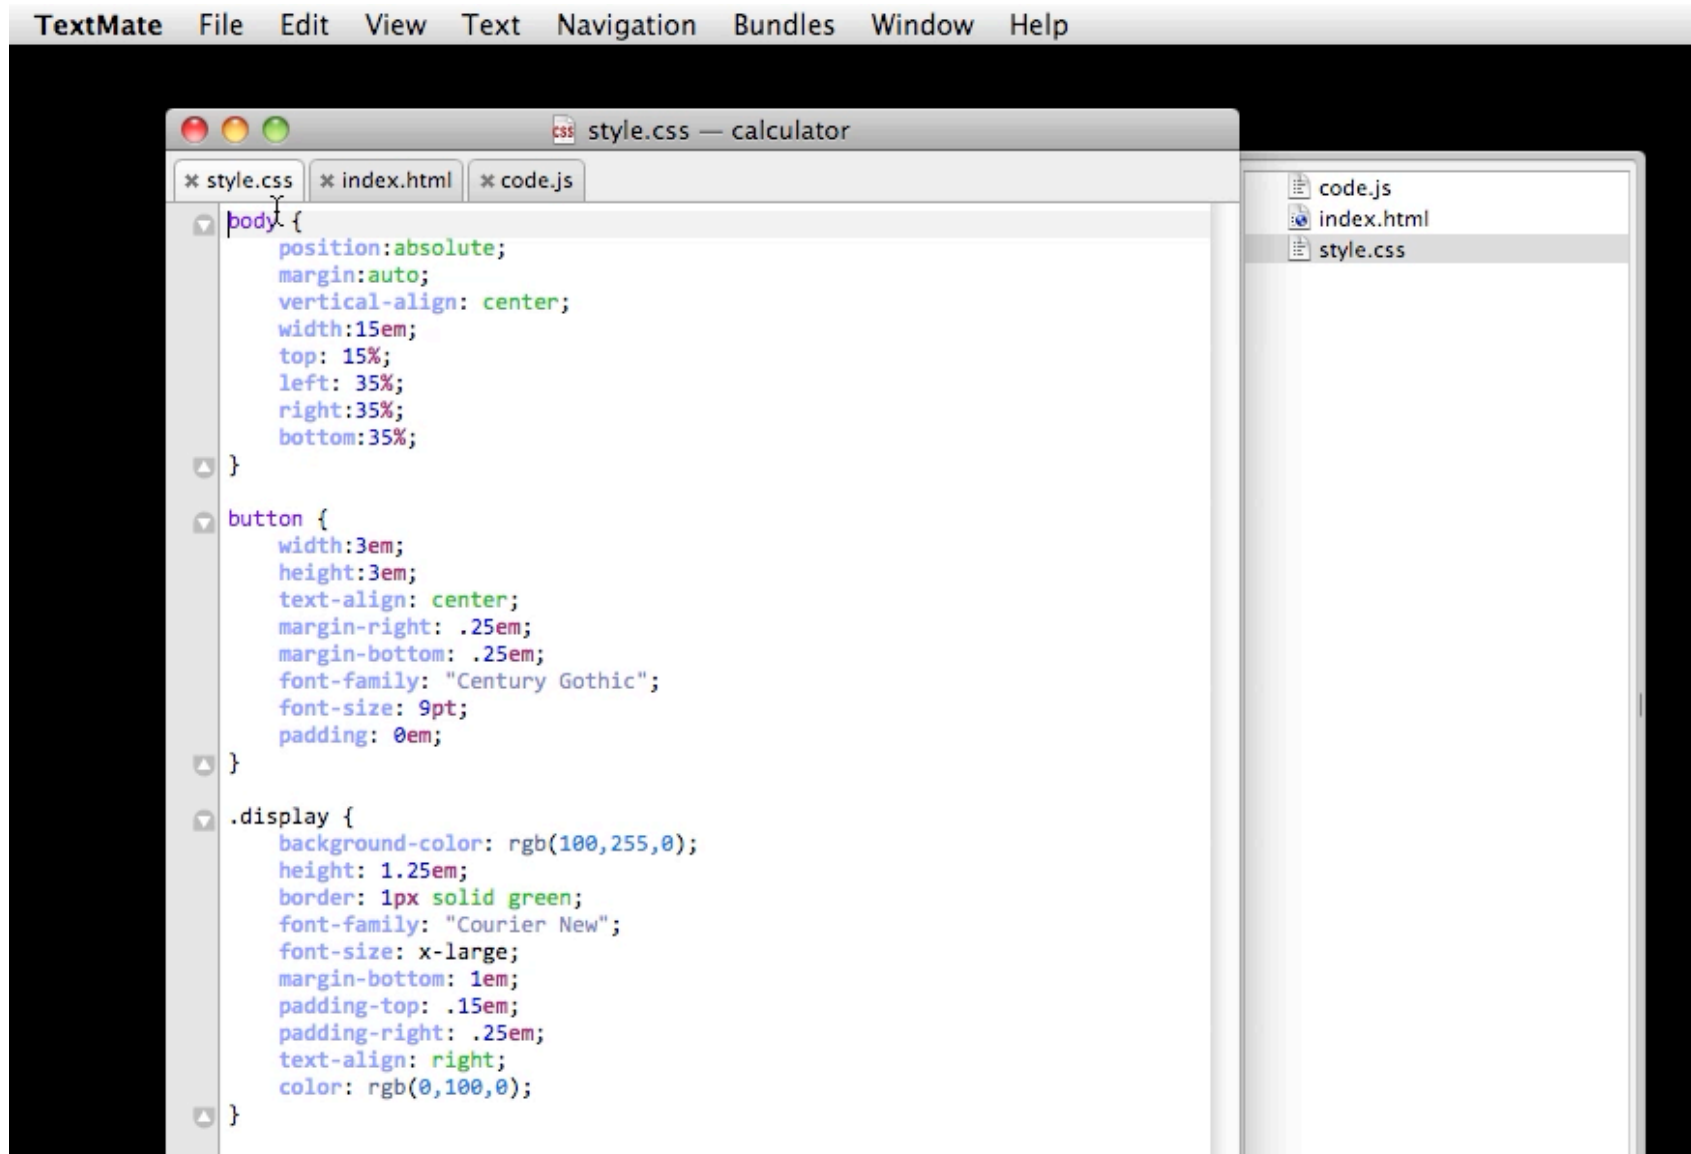 TextMate File Edit View Text Navigation Bundles Window Help
css style.css — calculator
style.css index.html code.js
body {
position:absolute;
margin:auto;
vertical-align: center;
width:15em;
top: 15%;
left: 35%;
right:35%;
bottom:35%;
}
button {
width:3em;
height:3em;
text-align: center;
margin-right: .25em;
margin-bottom: .25em;
font-family: "Century Gothic";
font-size: 9pt;
padding: 0em;
}
.display {
background-color: rgb(100,255,0);
height: 1.25em;
border: 1px solid green;
font-family: "Courier New";
font-size: x-large;
margin-bottom: 1em;
padding-top: .15em;
padding-right: .25em;
text-align: right;
color: rgb(0,100,0);
}
code.js
index.html
style.css